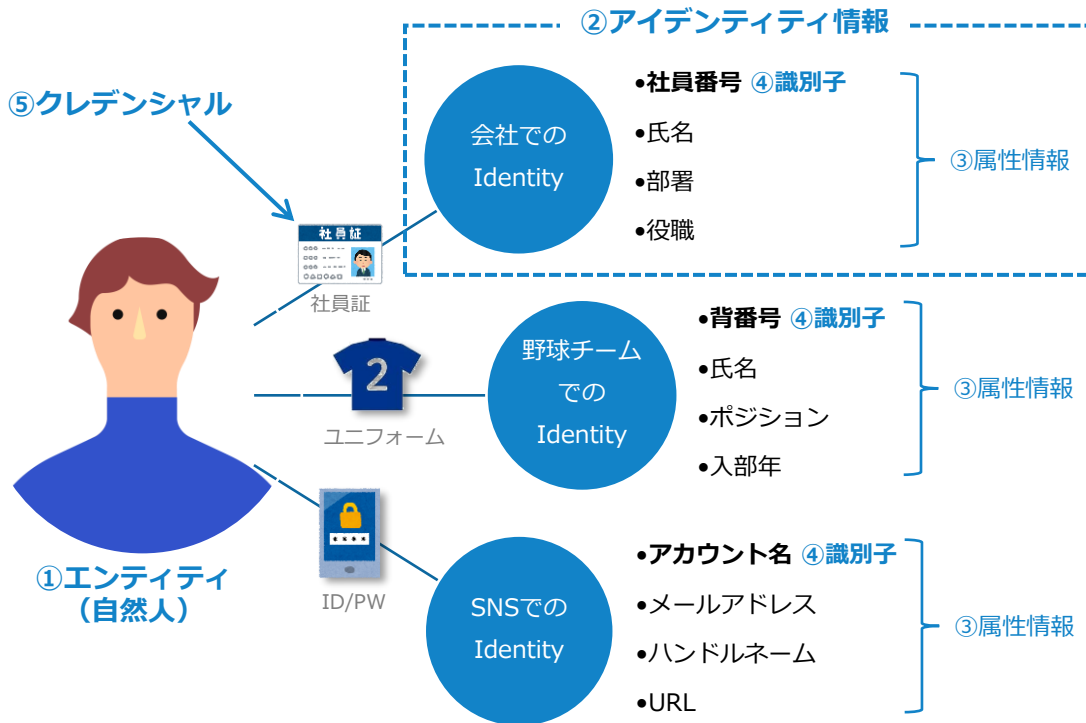 ②アイデンティティ情報
⑤クレデンシャル
会社での
Identity
•社員番号 ④識別子
•氏名
•部署
•役職
③属性情報
社員証
社員証
野球チーム
での
Identity
•背番号 ④識別子
•氏名
•ポジション
•入部年
③属性情報
2
ユニフォーム
①エンティティ
(自然人)
****
ID/PW
SNSでの
Identity
•アカウント名 ④識別子
•メールアドレス
•ハンドルネーム
•URL
③属性情報